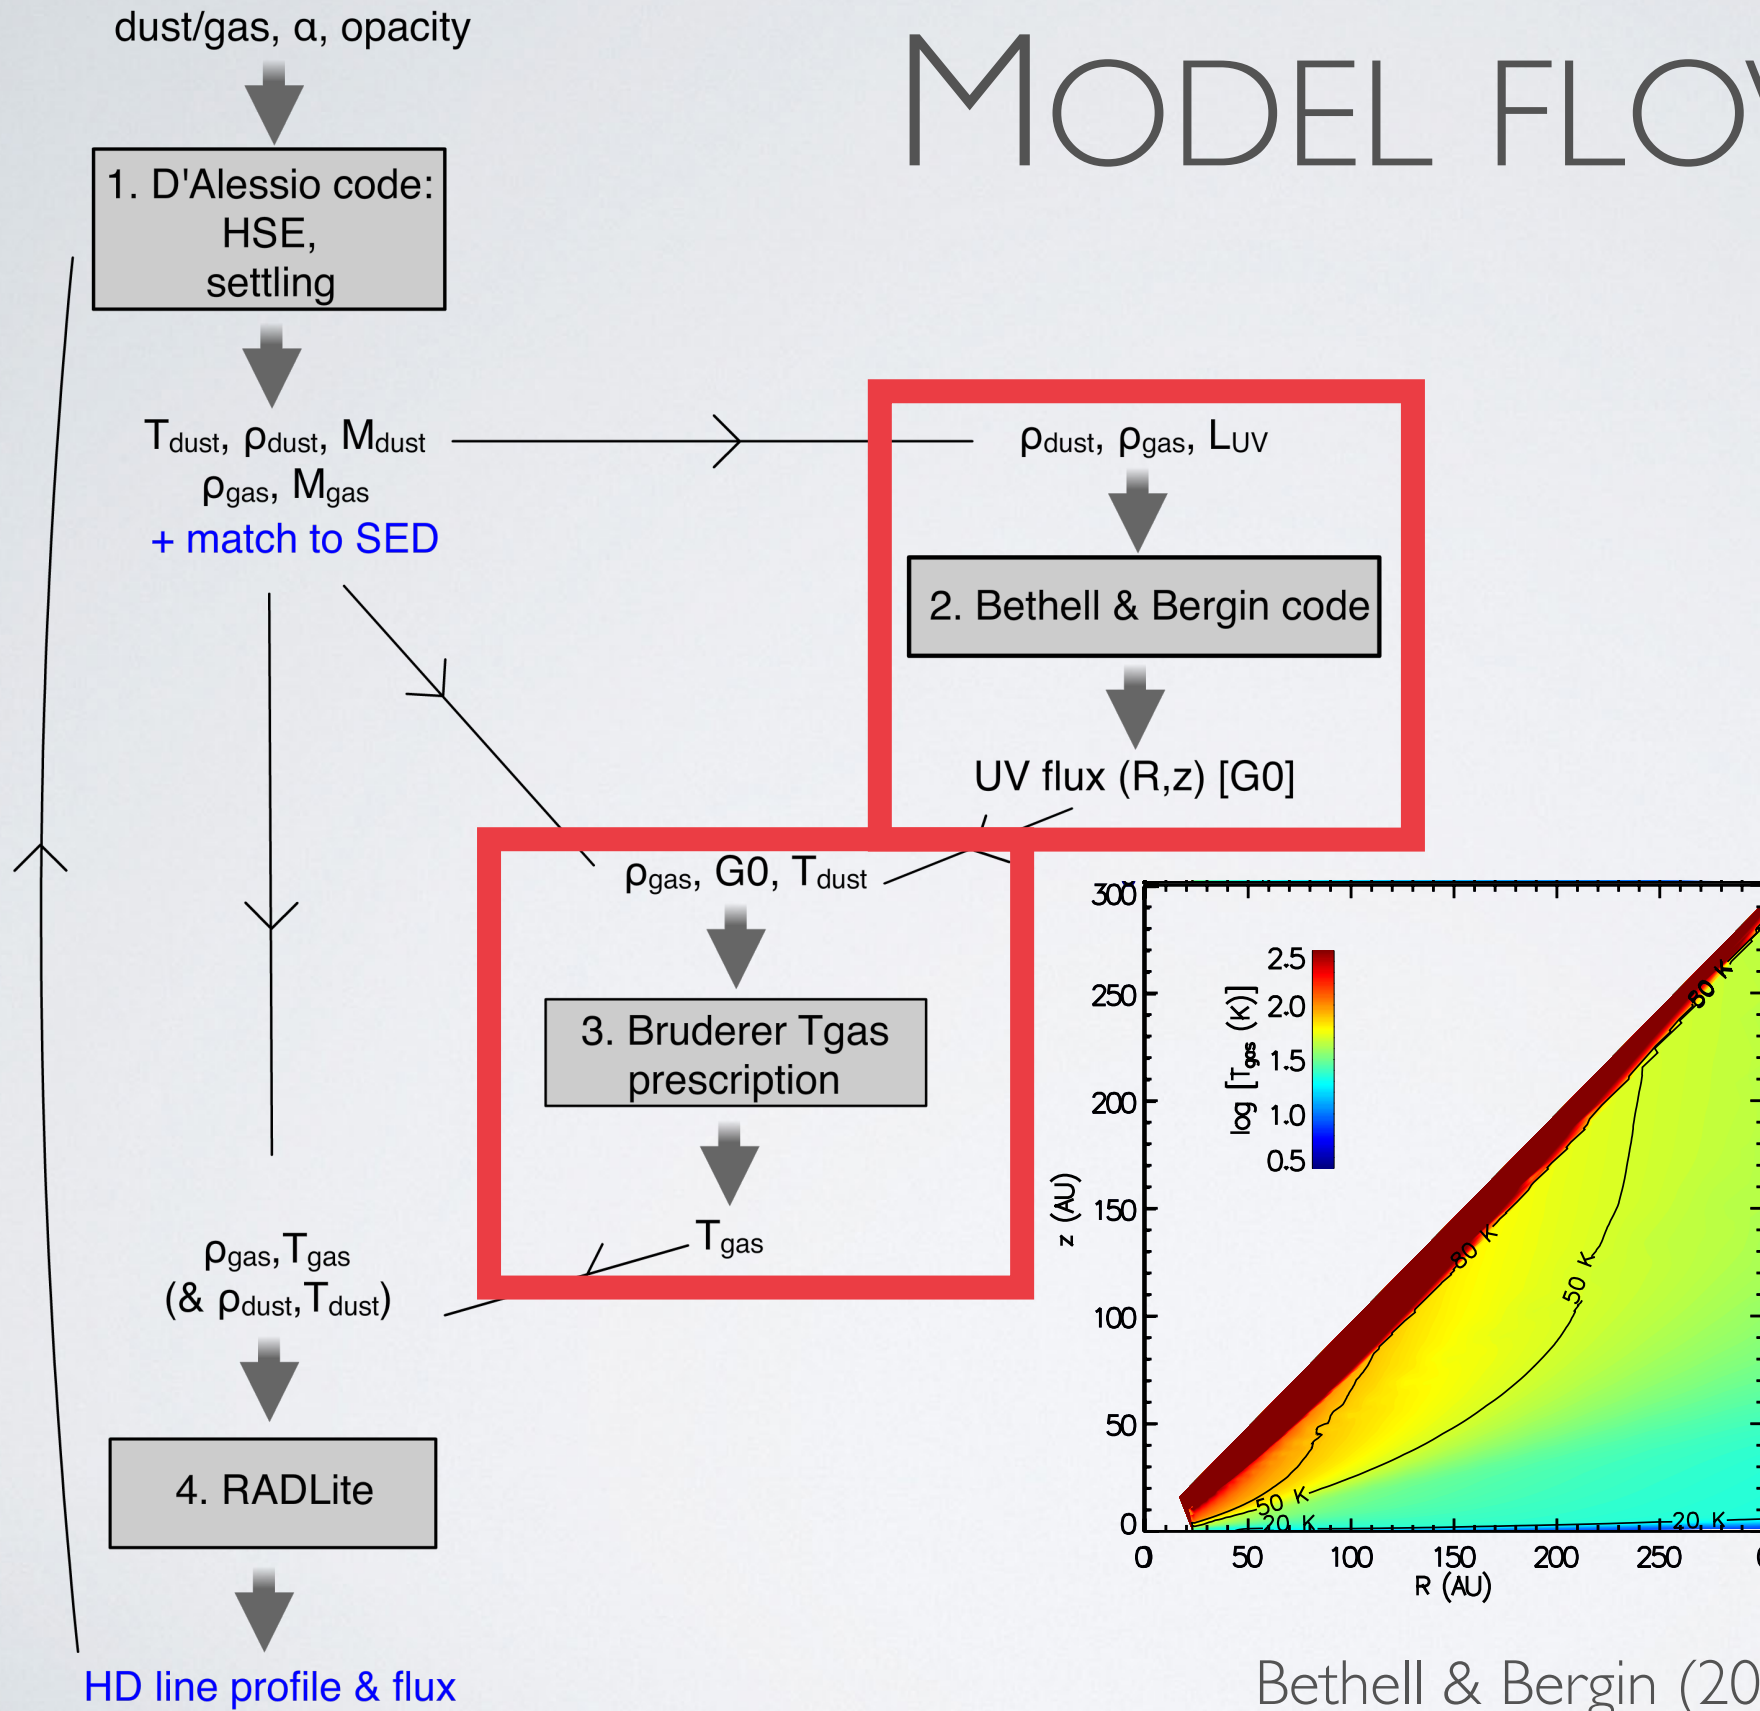 dust/gas, α, opacity
MODEL FLO
1. D'Alessio code:
HSE,
settling
Tdust, ρdust, Mdust
ρgas, Mgas
+ match to SED
ρdust, ρgas, LUV
2. Bethell & Bergin code
UV flux (R,z) [G0]
ρgas, G0, Tdust
3. Bruderer Tgas
prescription
Tgas
ρgas,Tgas
(& ρdust,Tdust)
4. RADLite
HD line profile & flux
300
250
200
150
100
50
0
z (AU)
log [Tgas (K)]
2.5
2.0
1.5
1.0
0.5
80 K
80 K
50 K
50 K
20 K
20 K
0 50 100 150 200 250
R (AU)
Bethell & Bergin (20